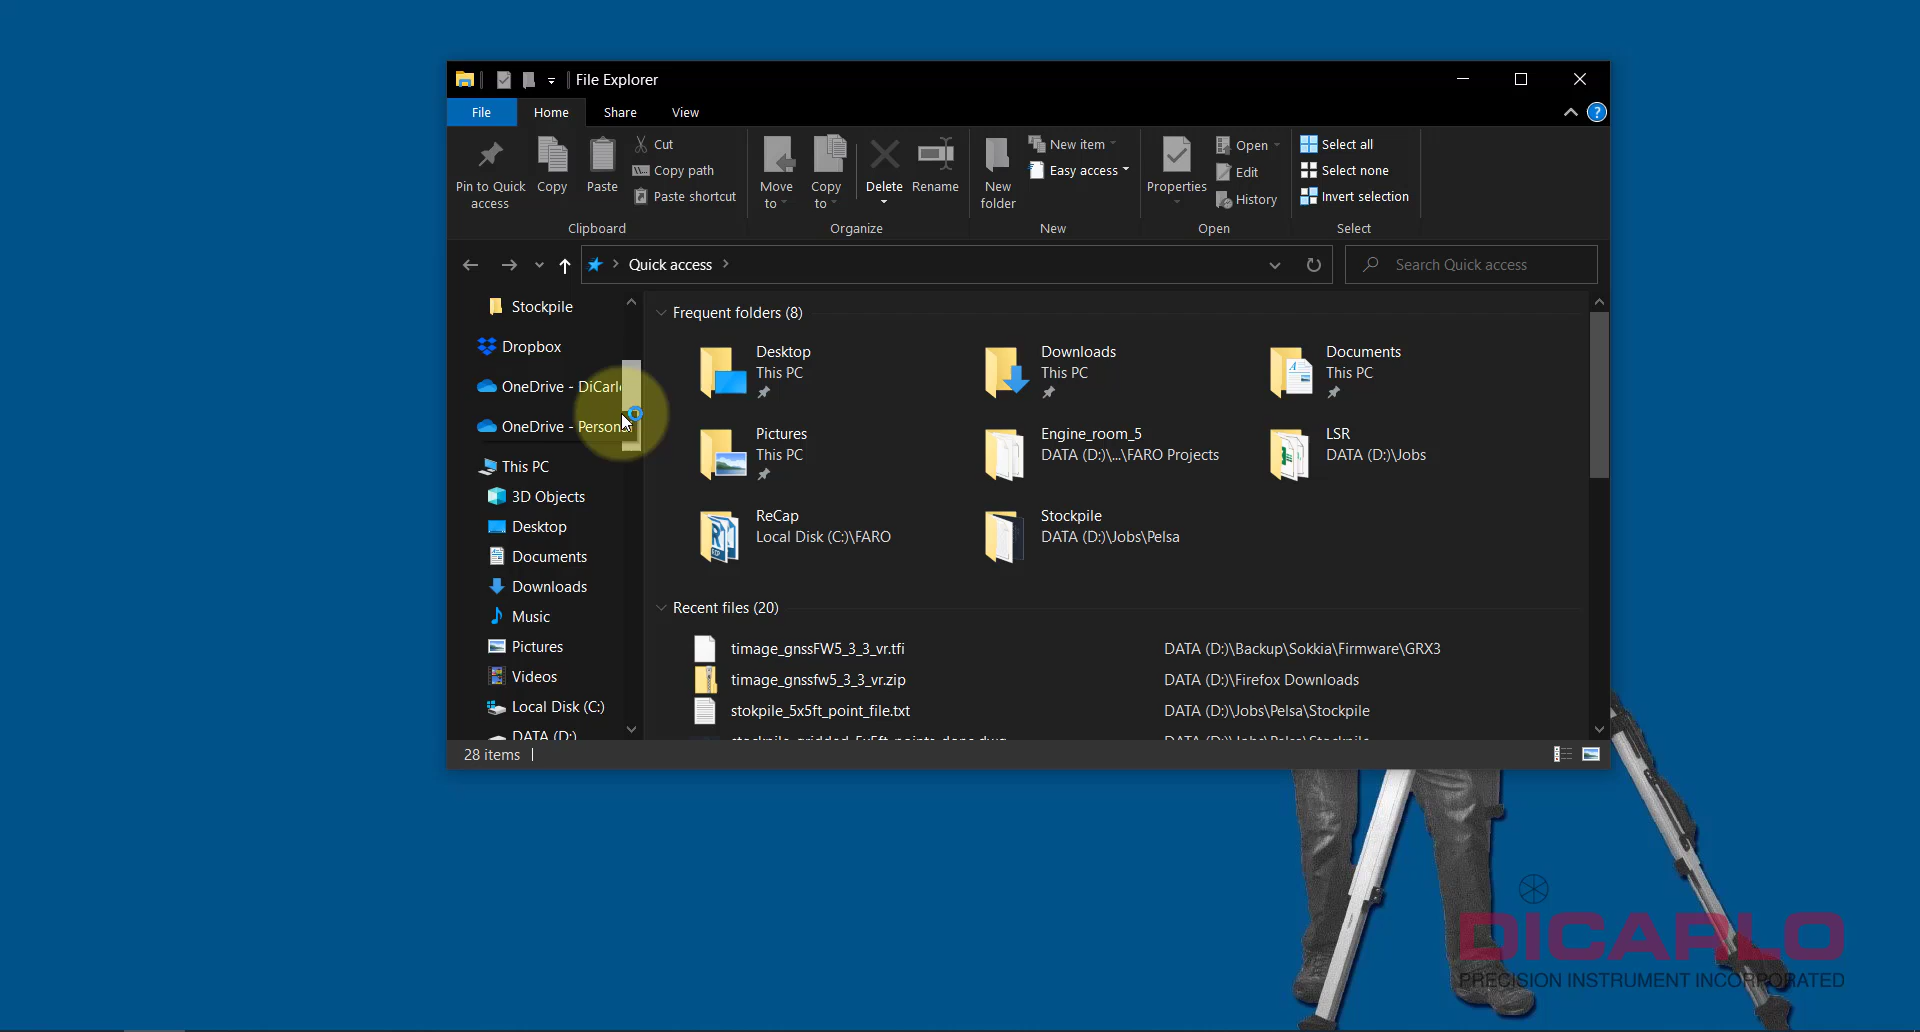 File Explorer
File Home Share View
Pin to Quick access
Copy
Paste
Cut
Copy path
Paste shortcut
Clipboard
Move to
Copy to
Delete
Rename
Organize
New folder
New item
Easy access
New
Properties
Open
Edit
History
Open
Select all
Select none
Invert selection
Select
Quick access
Search Quick access
Stockpile
Dropbox
OneDrive - DiCarl
OneDrive - Person
This PC
3D Objects
Desktop
Documents
Downloads
Music
Pictures
Videos
Local Disk (C:)
DATA (D:)
Frequent folders (8)
Desktop
This PC
Downloads
This PC
Documents
This PC
Pictures
This PC
Engine_room_5
DATA (D:)\...\FARO Projects
LSR
DATA (D:)\Jobs
ReCap
Local Disk (C:)\FARO
Stockpile
DATA (D:)\Jobs\Pelsa
Recent files (20)
timage_gnssFW5_3_3_vr.tfi DATA (D:)\Backup\Sokkia\Firmware\GRX3
timage_gnssfw5_3_3_vr.zip DATA (D:)\Firefox Downloads
stokpile_5x5ft_point_file.txt DATA (D:)\Jobs\Pelsa\Stockpile
28 items
DICARLO
PRECISION INSTRUMENT INCORPORATED